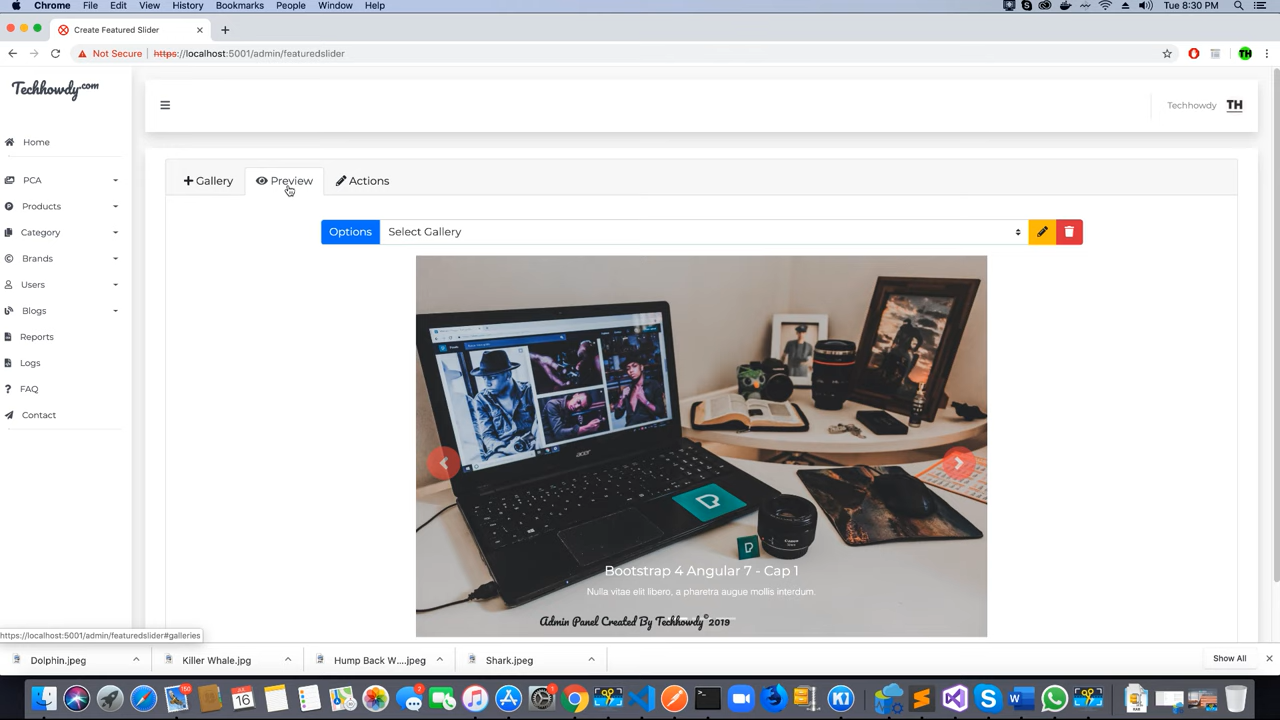 Chrome File Edit View History Bookmarks People Window Help Tue 8:30 PM
Create Featured Slider
Not Secure https://localhost:5001/admin/featuredslider
Techhowdy.com
Techhowdy TH
Home
PCA
Products
Category
Brands
Users
Blogs
Reports
Logs
FAQ
Contact
Gallery Preview Actions
Options Select Gallery
acer
Canon
Bootstrap 4 Angular 7 - Cap 1
Nulla vitae elit libero, a pharetra augue mollis interdum.
Admin Panel Created By Techhowdy©2019
https://localhost:5001/admin/featuredslider#galleries
Dolphin.jpeg Killer Whale.jpg Hump Back W....jpeg Shark.jpeg Show All